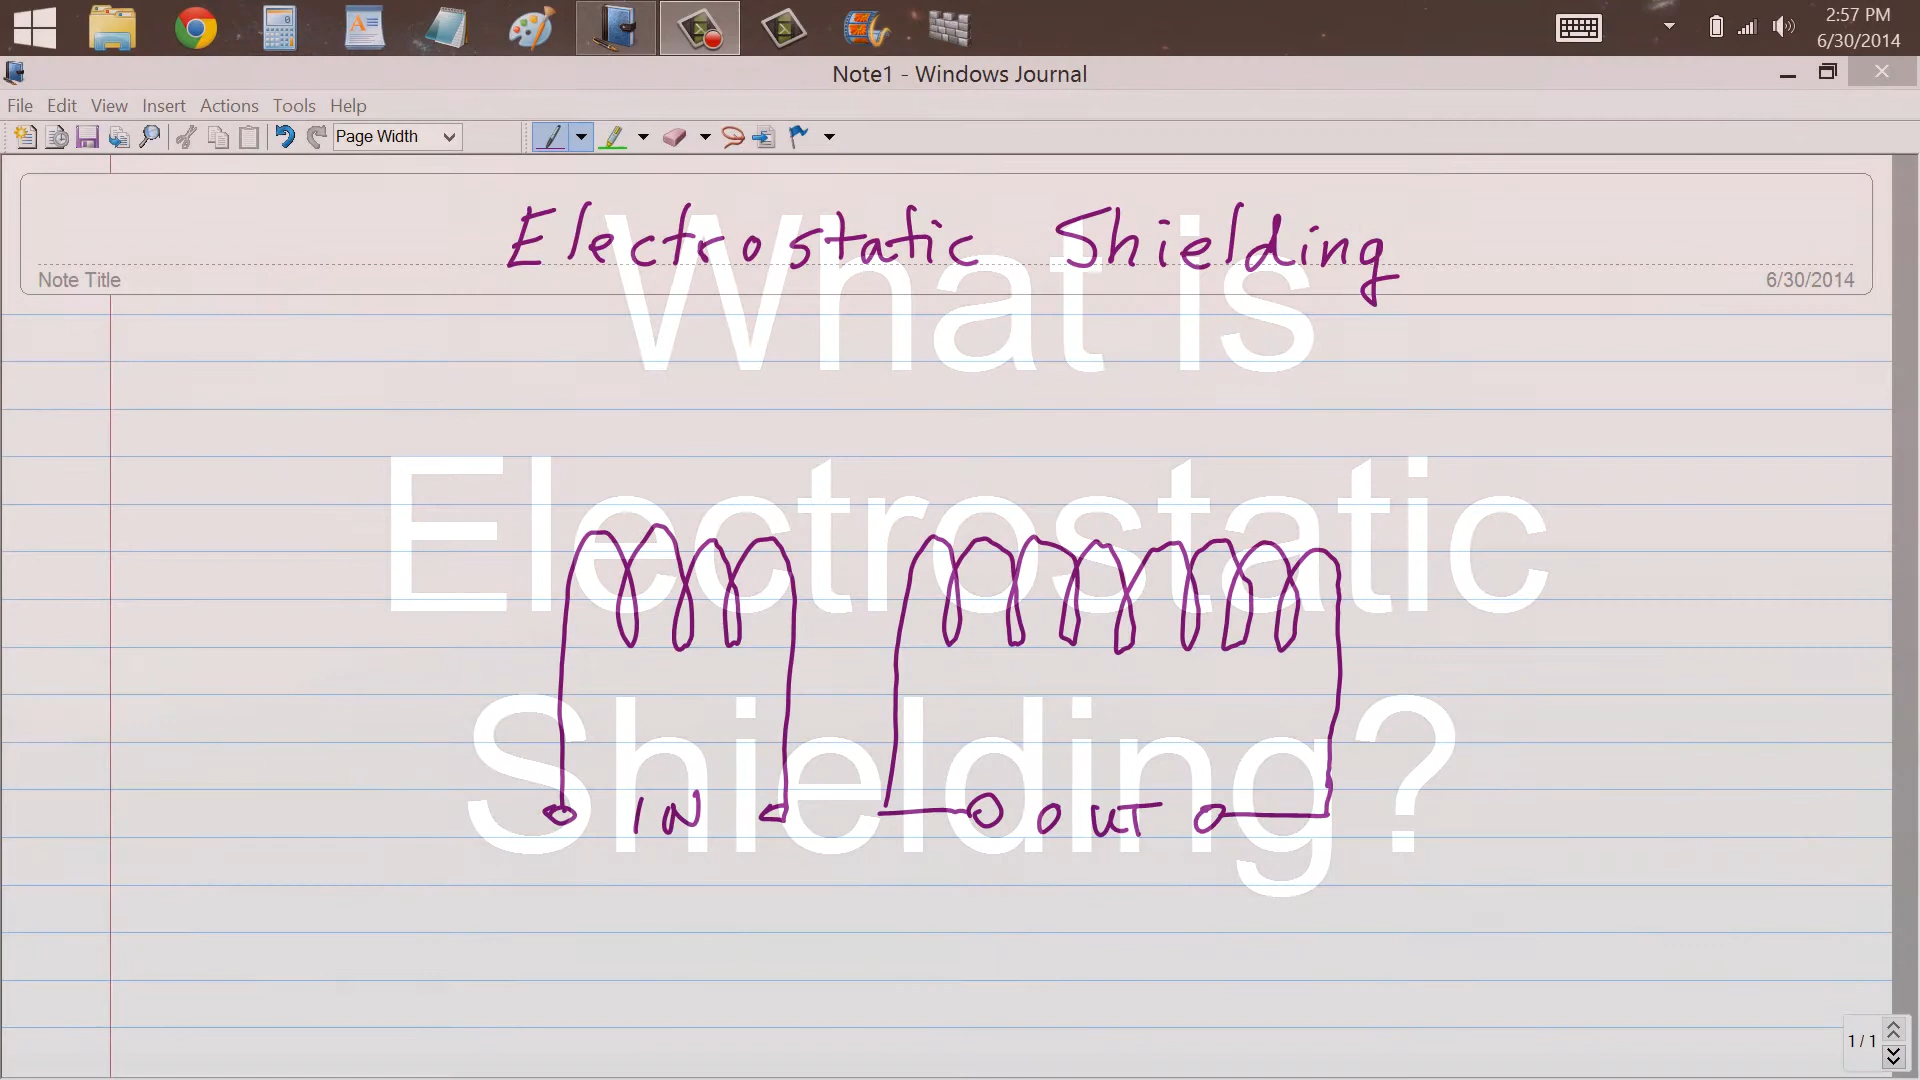 2:57 PM
6/30/2014
Note1 - Windows Journal
File Edit View Insert Actions Tools Help
Page Width
Electrostatic Shielding
What is
Note Title
6/30/2014
Electrostatic
Shielding?
IN
OUT
1 / 1